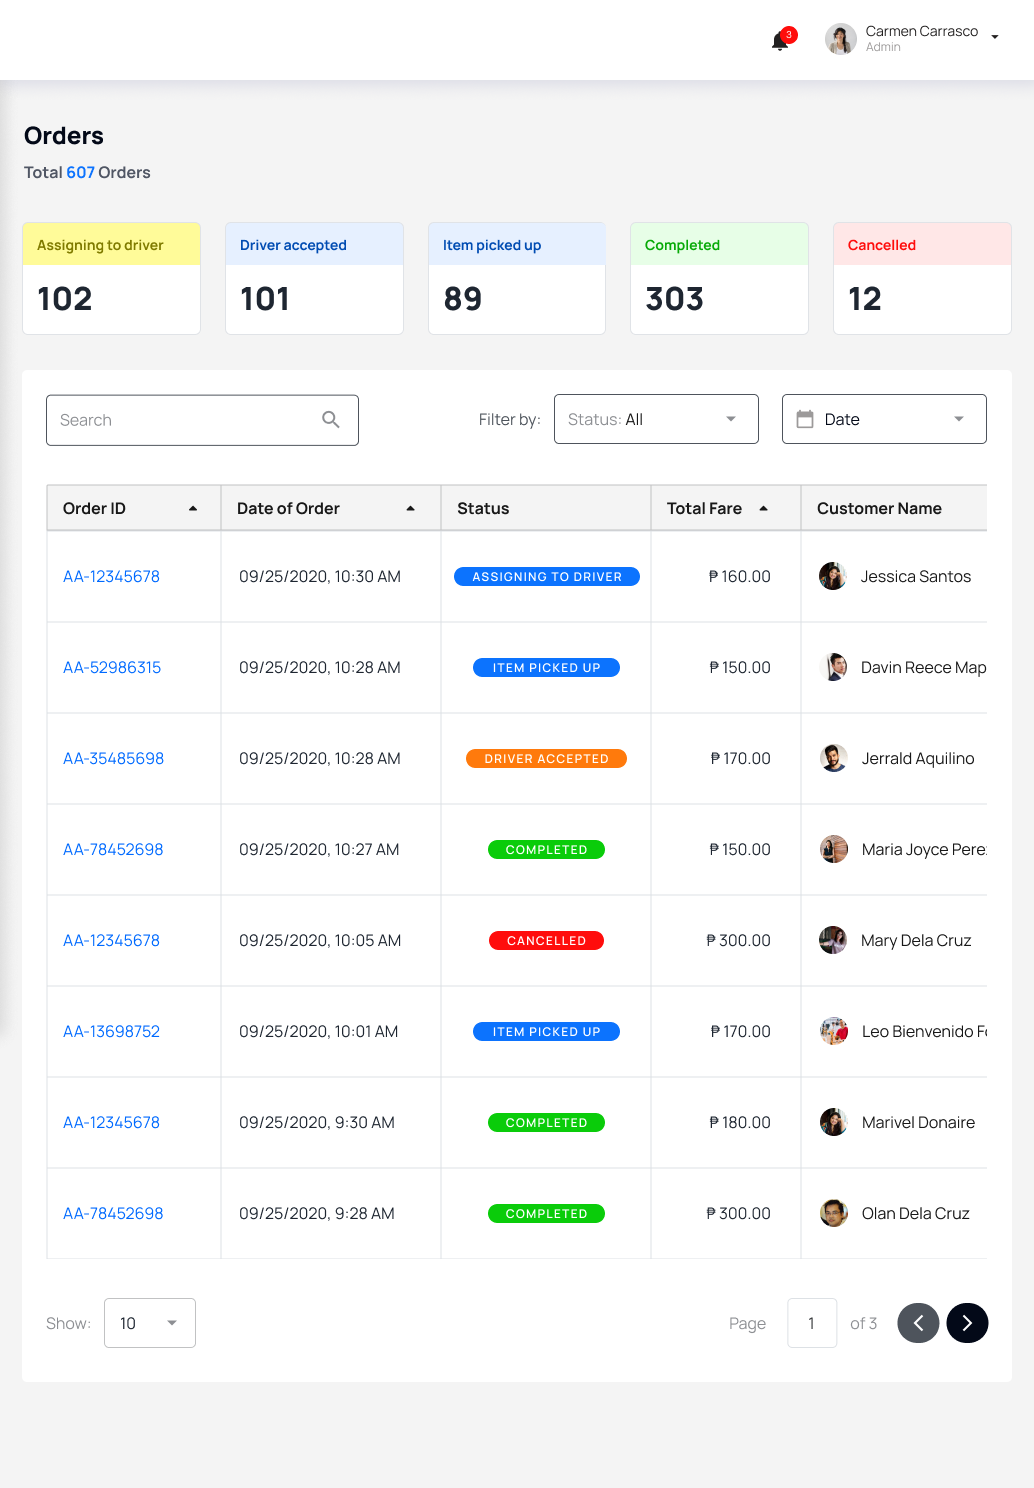 3
Carmen Carrasco
Admin
Orders
Total 607 Orders
Assigning to driver
102
Driver accepted
101
Item picked up
89
Completed
303
Cancelled
12
Search
Filter by:
Status: All
Date
Order ID Date of Order Status Total Fare Customer Name
AA-12345678 09/25/2020, 10:30 AM ASSIGNING TO DRIVER ₱ 160.00 Jessica Santos
AA-52986315 09/25/2020, 10:28 AM ITEM PICKED UP ₱ 150.00 Davin Reece Map
AA-35485698 09/25/2020, 10:28 AM DRIVER ACCEPTED ₱ 170.00 Jerrald Aquilino
AA-78452698 09/25/2020, 10:27 AM COMPLETED ₱ 150.00 Maria Joyce Perez
AA-12345678 09/25/2020, 10:05 AM CANCELLED ₱ 300.00 Mary Dela Cruz
AA-13698752 09/25/2020, 10:01 AM ITEM PICKED UP ₱ 170.00 Leo Bienvenido Fo
AA-12345678 09/25/2020, 9:30 AM COMPLETED ₱ 180.00 Marivel Donaire
AA-78452698 09/25/2020, 9:28 AM COMPLETED ₱ 300.00 Olan Dela Cruz
Show: 10
Page 1 of 3